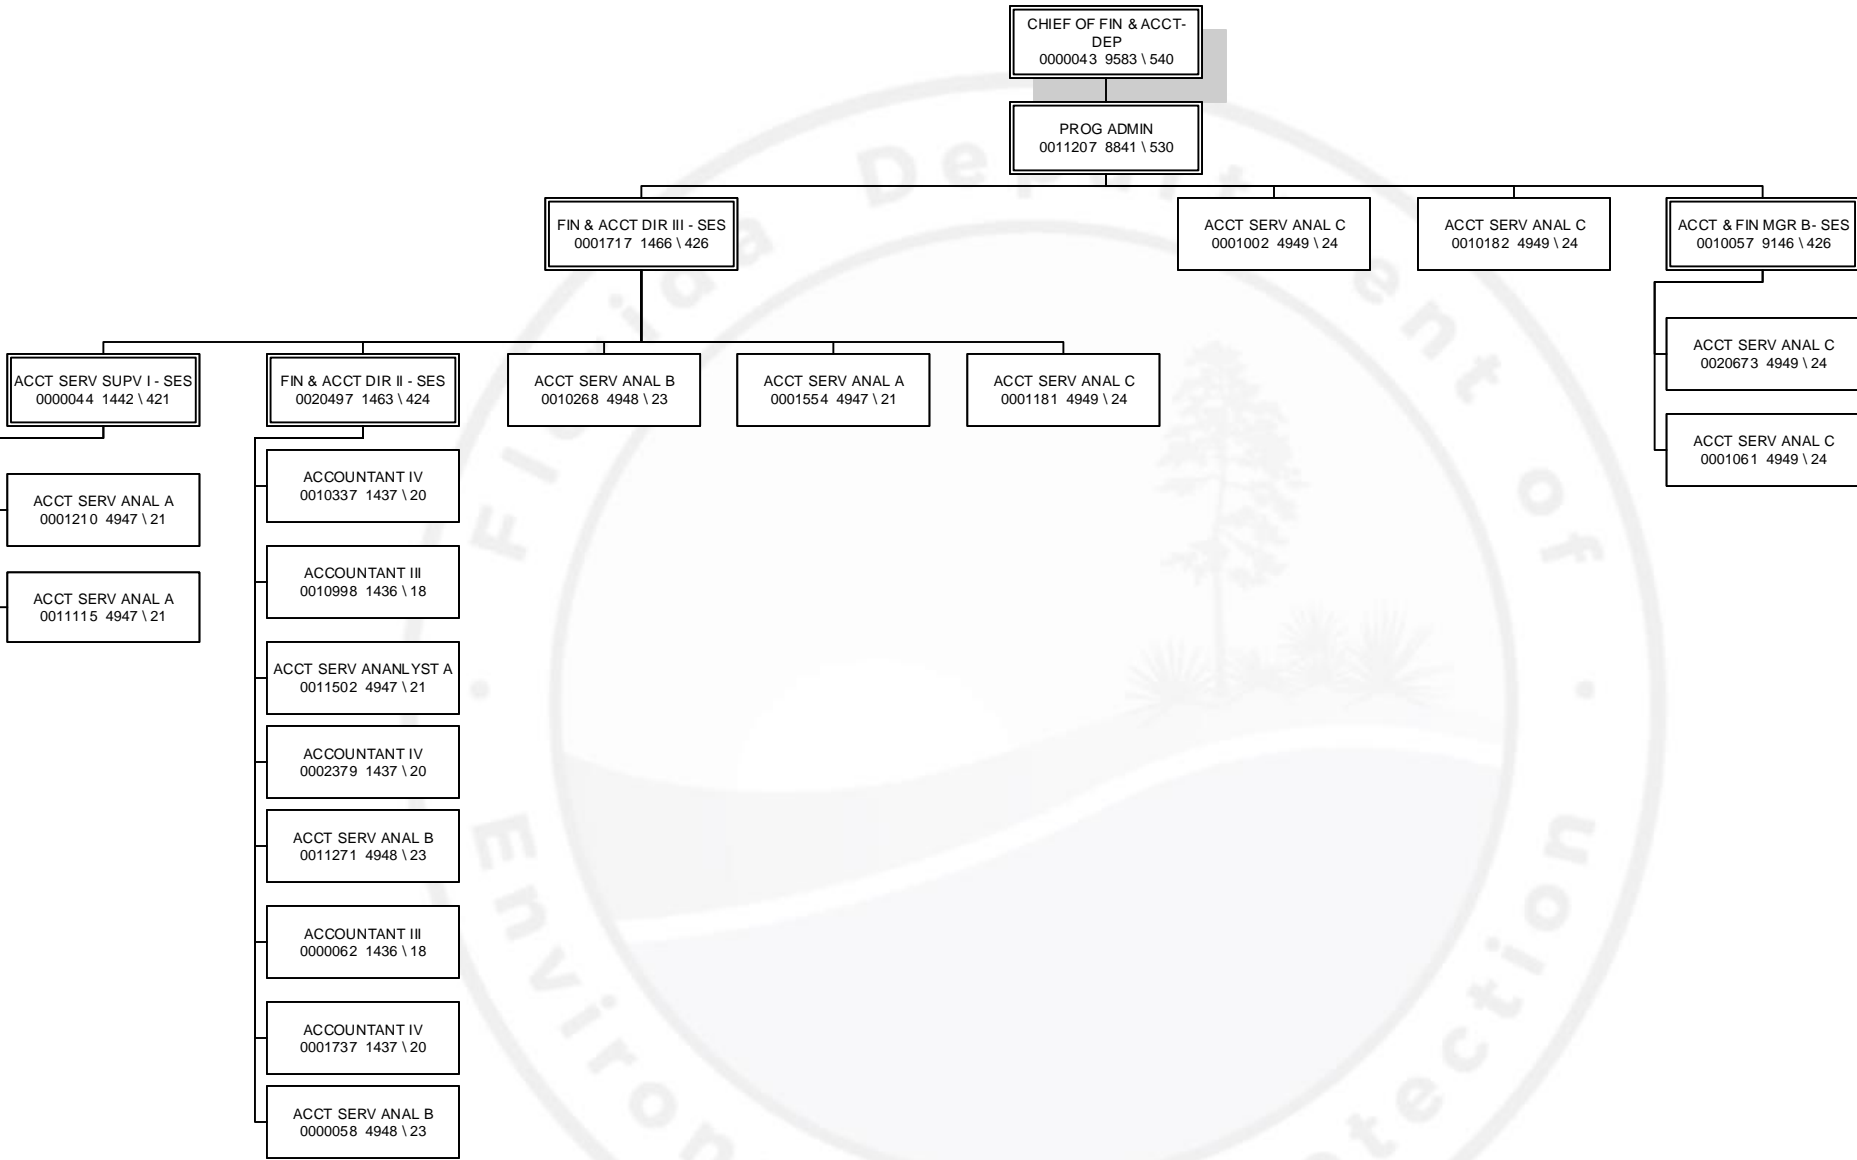 CHIEF OF FIN & ACCT-
DEP
0000043 9583 \ 540
PROG ADMIN
0011207 8841 \ 530
FIN & ACCT DIR III - SES
0001717 1466 \ 426
ACCT SERV ANAL C
0001002 4949 \ 24
ACCT SERV ANAL C
0010182 4949 \ 24
ACCT & FIN MGR B- SES
0010057 9146 \ 426
ACCT SERV ANAL C
0020673 4949 \ 24
ACCT SERV ANAL C
0001061 4949 \ 24
ACCT SERV SUPV I - SES
0000044 1442 \ 421
FIN & ACCT DIR II - SES
0020497 1463 \ 424
ACCT SERV ANAL B
0010268 4948 \ 23
ACCT SERV ANAL A
0001554 4947 \ 21
ACCT SERV ANAL C
0001181 4949 \ 24
ACCT SERV ANAL A
0001210 4947 \ 21
ACCT SERV ANAL A
0011115 4947 \ 21
ACCOUNTANT IV
0010337 1437 \ 20
ACCOUNTANT III
0010998 1436 \ 18
ACCT SERV ANANLYST A
0011502 4947 \ 21
ACCOUNTANT IV
0002379 1437 \ 20
ACCT SERV ANAL B
0011271 4948 \ 23
ACCOUNTANT III
0000062 1436 \ 18
ACCOUNTANT IV
0001737 1437 \ 20
ACCT SERV ANAL B
0000058 4948 \ 23
Florida Department of